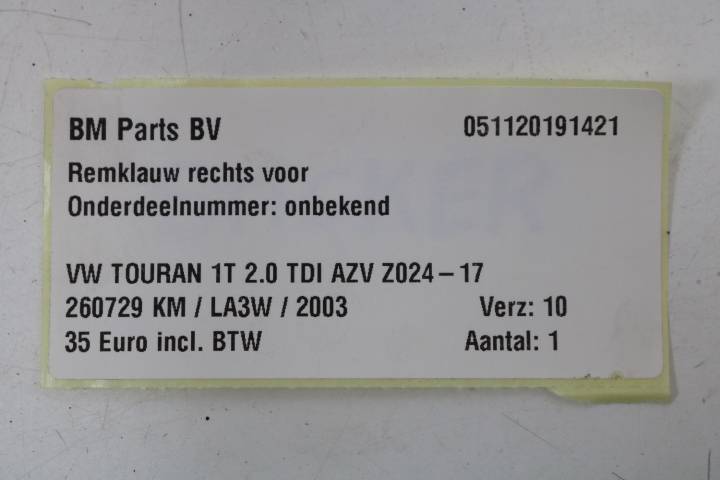 BM Parts BV 051120191421
Remklauw rechts voor
Onderdeelnummer: onbekend
VW TOURAN 1T 2.0 TDI AZV Z024-17
260729 KM / LA3W / 2003 Verz: 10
35 Euro incl. BTW Aantal: 1